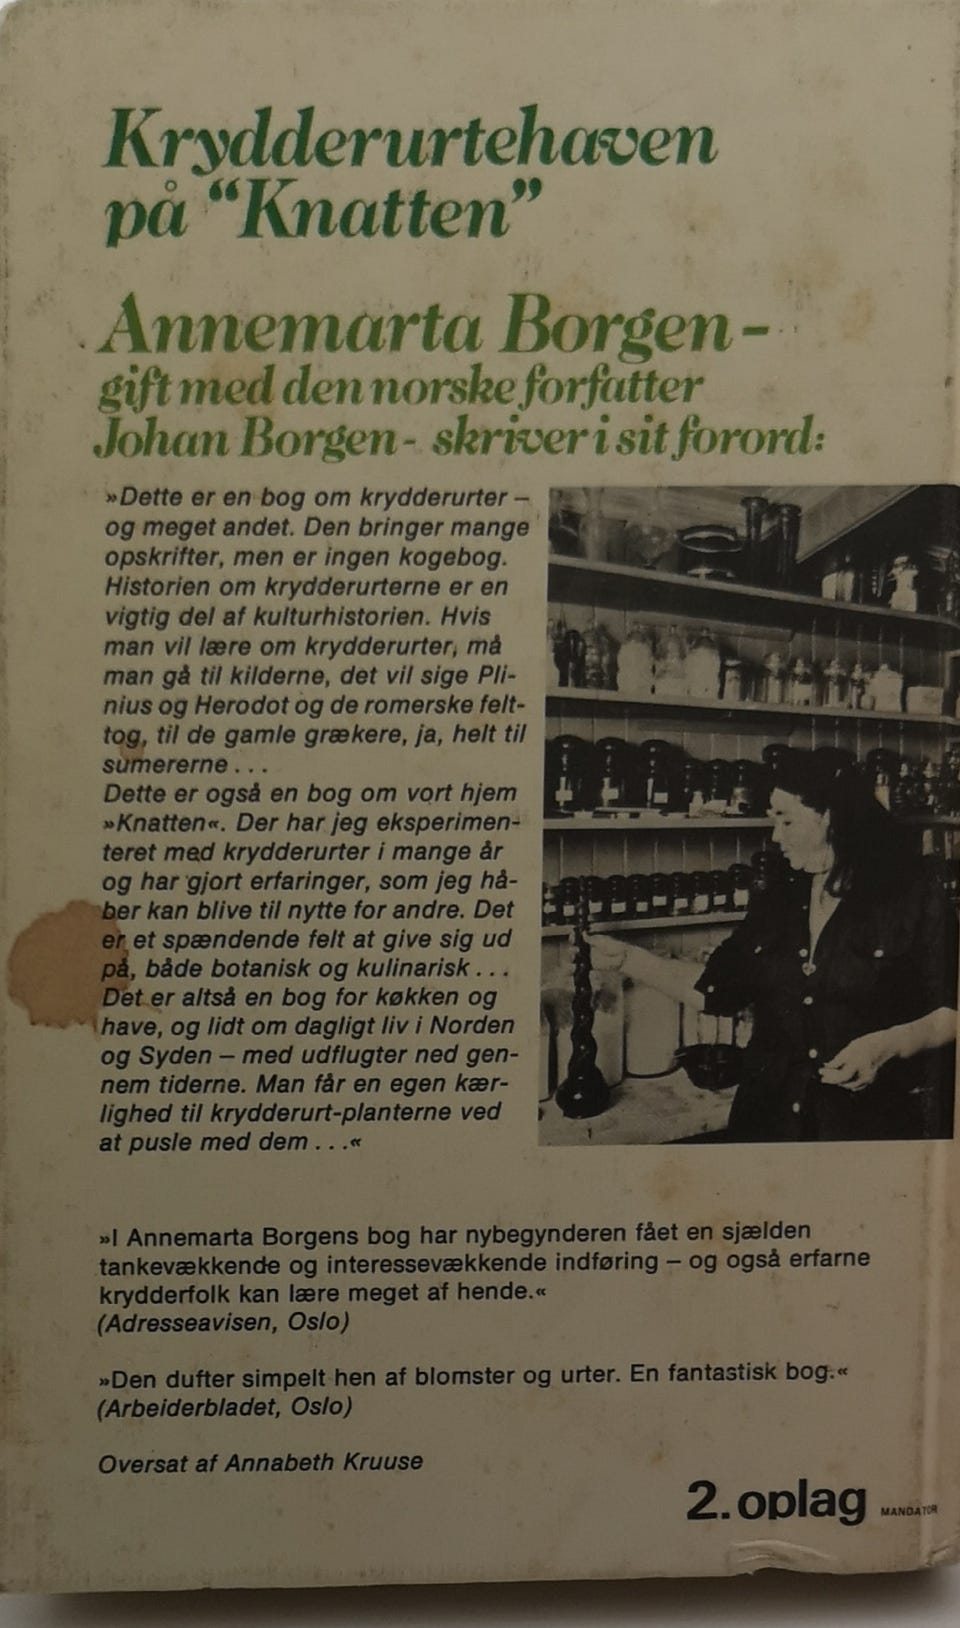 Krydderurtehaven
på “Knatten”
Annemarta Borgen –
gift med den norske forfatter
Johan Borgen - skriver i sit forord:
»Dette er en bog om krydderurter –
og meget andet. Den bringer mange
opskrifter, men er ingen kogebog.
Historien om krydderurterne er en
vigtig del af kulturhistorien. Hvis
man vil lære om krydderurter, må
man gå til kilderne, det vil sige Pli-
nius og Herodot og de romerske felt-
tog, til de gamle grækere, ja, helt til
sumererne . . .
Dette er også en bog om vort hjem
»Knatten«. Der har jeg eksperimen-
teret med krydderurter i mange år
og har gjort erfaringer, som jeg hå-
ber kan blive til nytte for andre. Det
er et spændende felt at give sig ud
på, både botanisk og kulinarisk . . .
Det er altså en bog for køkken og
have, og lidt om dagligt liv i Norden
og Syden – med udflugter ned gen-
nem tiderne. Man får en egen kær-
lighed til krydderurt-planterne ved
at pusle med dem . . .«
»I Annemarta Borgens bog har nybegynderen fået en sjælden
tankevækkende og interessevækkende indføring – og også erfarne
krydderfolk kan lære meget af hende.«
(Adresseavisen, Oslo)
»Den dufter simpelt hen af blomster og urter. En fantastisk bog.«
(Arbeiderbladet, Oslo)
Oversat af Annabeth Kruuse
2. oplag MANDATOR